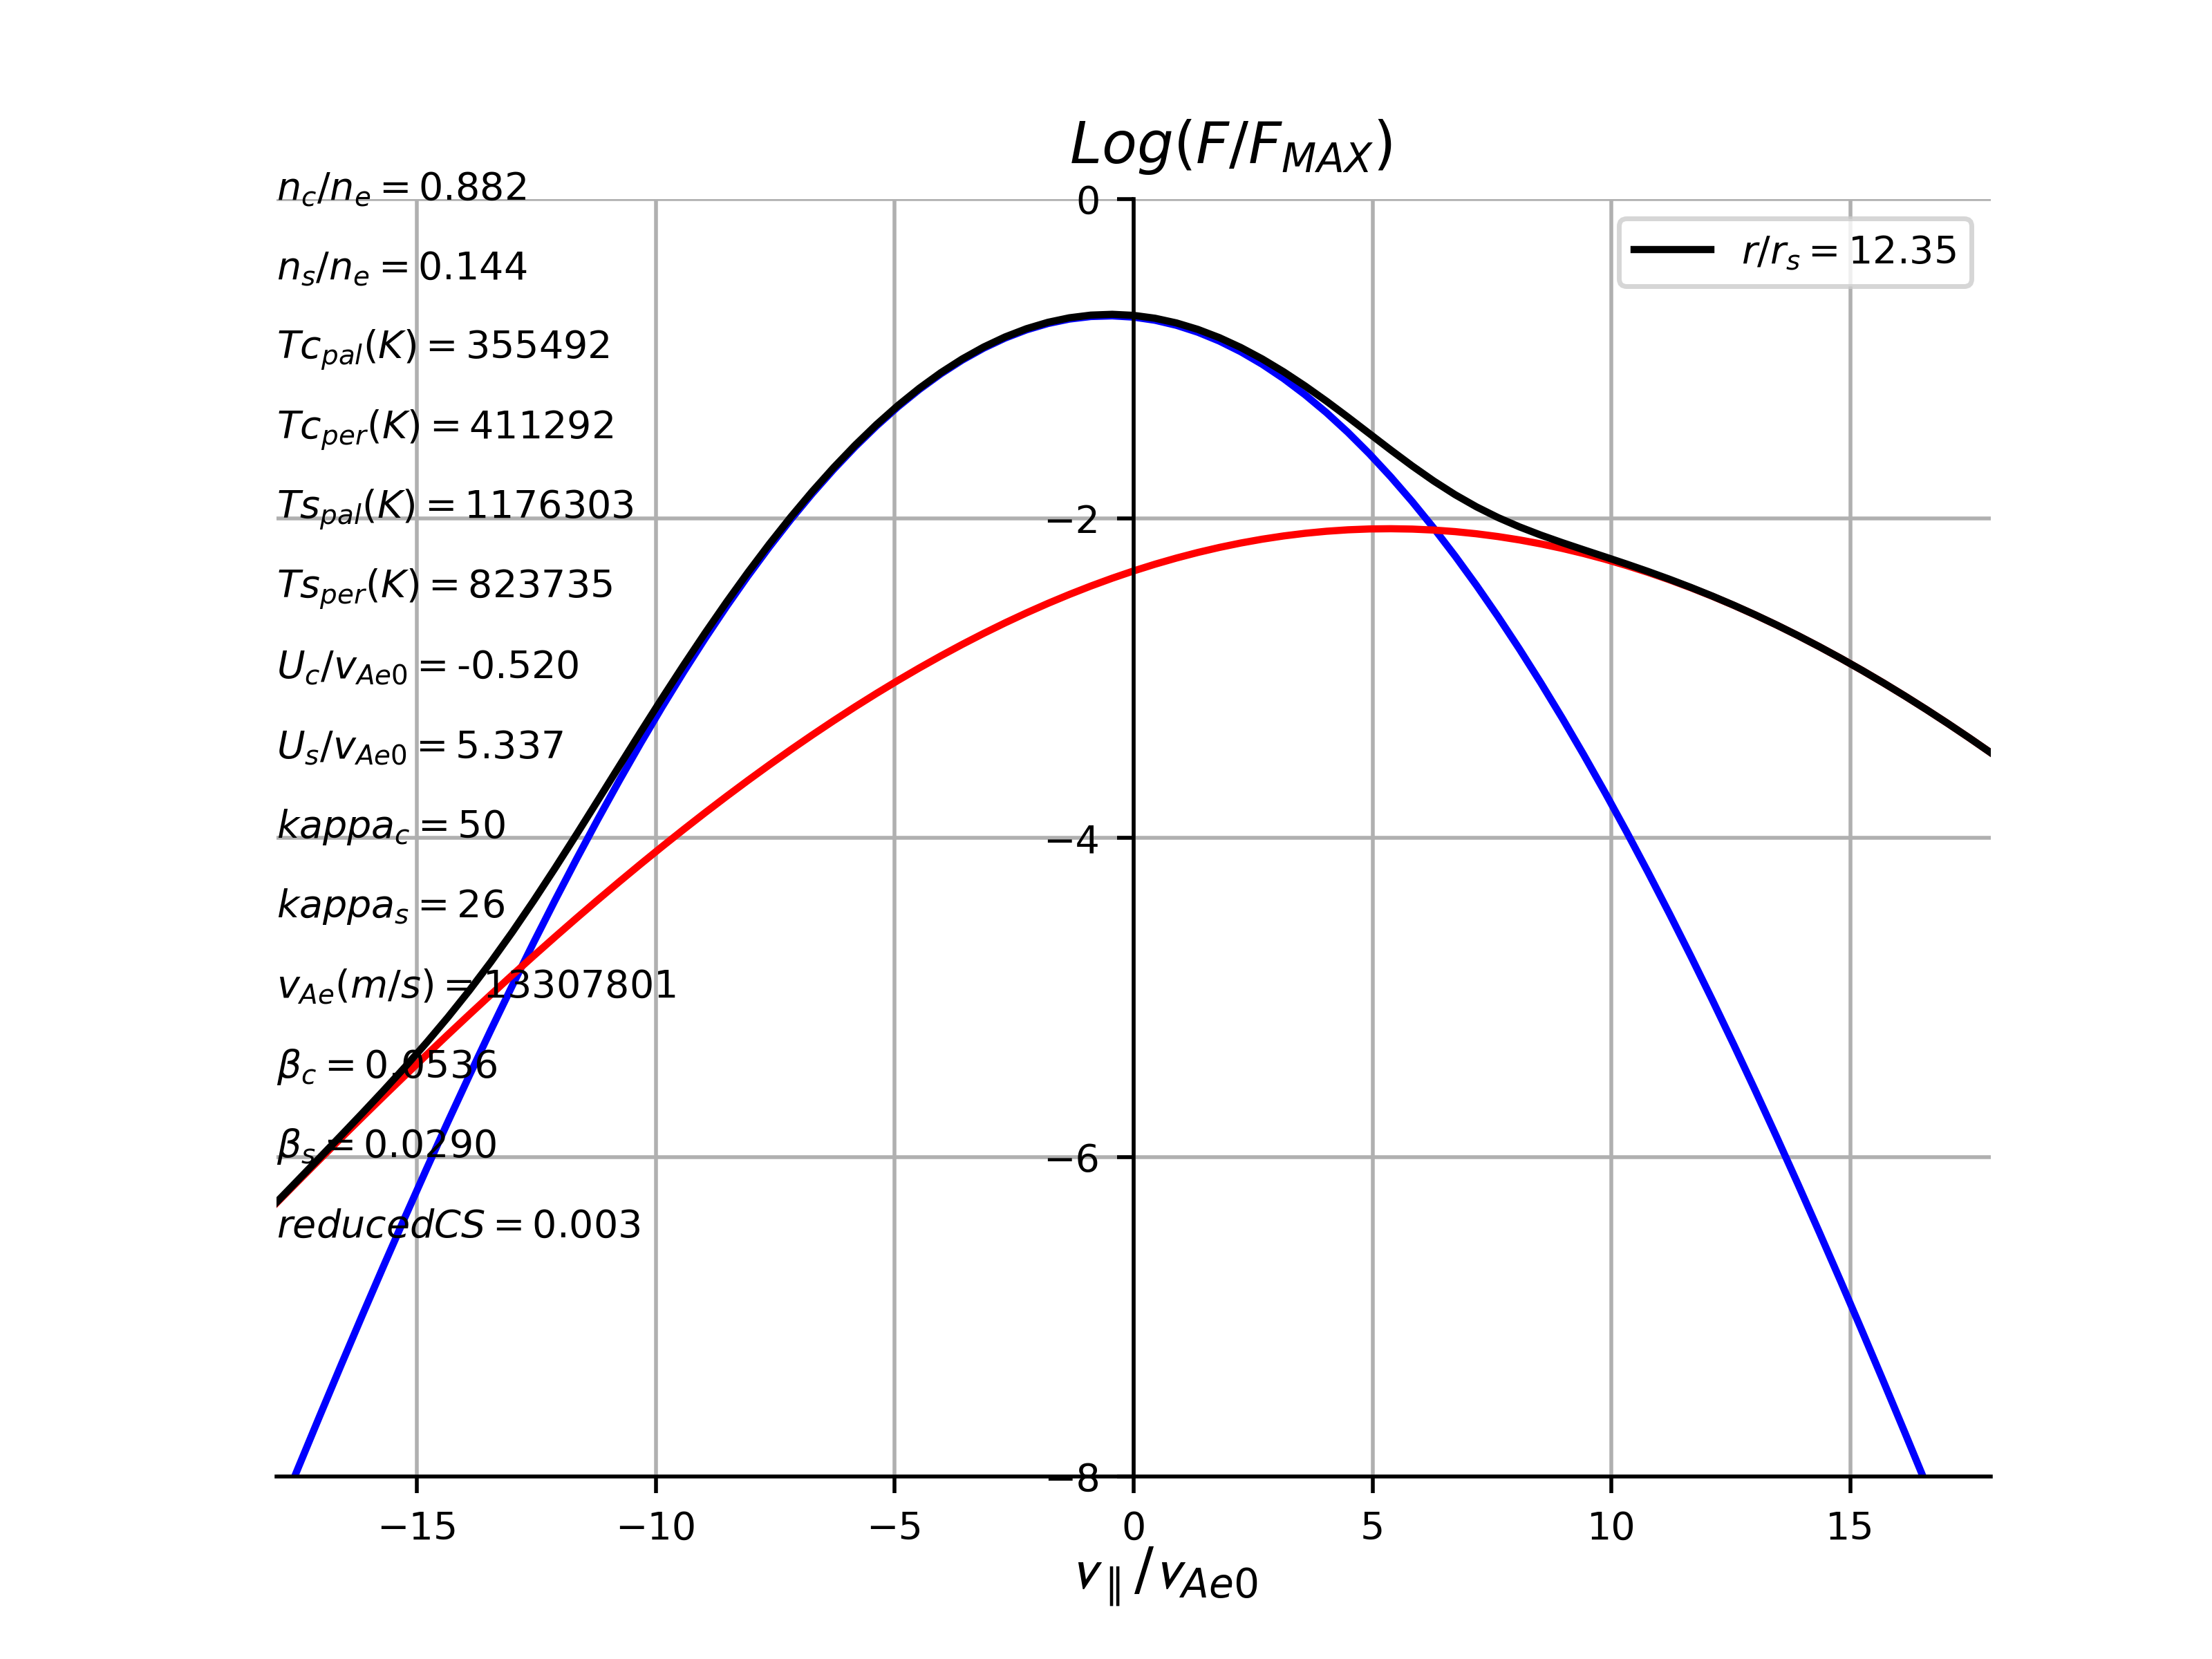 Log(F/F_MAX)
n_c/n_e = 0.882
n_s/n_e = 0.144
Tc_pal(K) = 355492
Tc_per(K) = 411292
Ts_pal(K) = 1176303
Ts_per(K) = 823735
U_c/v_Ae0 = -0.520
U_s/v_Ae0 = 5.337
kappa_c = 50
kappa_s = 26
v_Ae(m/s) = 13307801
β_c = 0.0536
β_s = 0.0290
reducedCS = 0.003
r/r_s = 12.35
0
−2
−4
−6
−8
−15 −10 −5 0 5 10 15
v_∥/v_Ae0